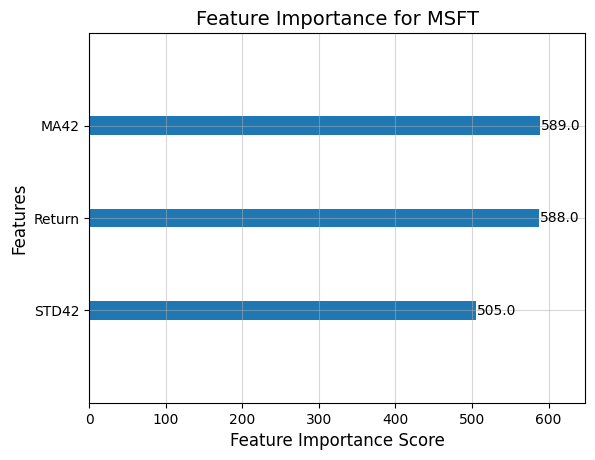 Feature Importance for MSFT
Features
MA42
589.0
Return
588.0
STD42
505.0
0 100 200 300 400 500 600
Feature Importance Score